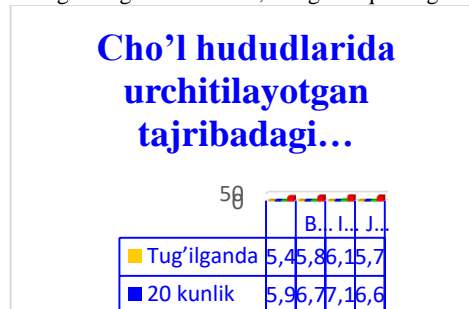 Cho’l hududlarida
urchitilayotgan
tajribadagi…
50
0
B… I… J…
Tug’ilganda 5,4 5,8 6,1 5,7
20 kunlik 5,9 6,7 7,1 6,6